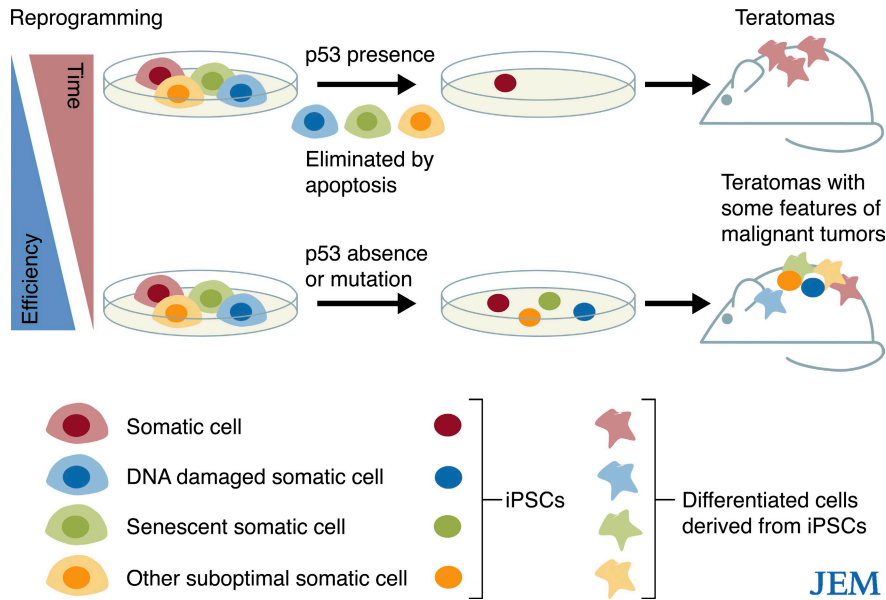 Reprogramming
Time
Efficiency
p53 presence
Eliminated by
apoptosis
Teratomas
p53 absence
or mutation
Teratomas with
some features of
malignant tumors
Somatic cell
DNA damaged somatic cell
Senescent somatic cell
Other suboptimal somatic cell
iPSCs
Differentiated cells
derived from iPSCs
JEM